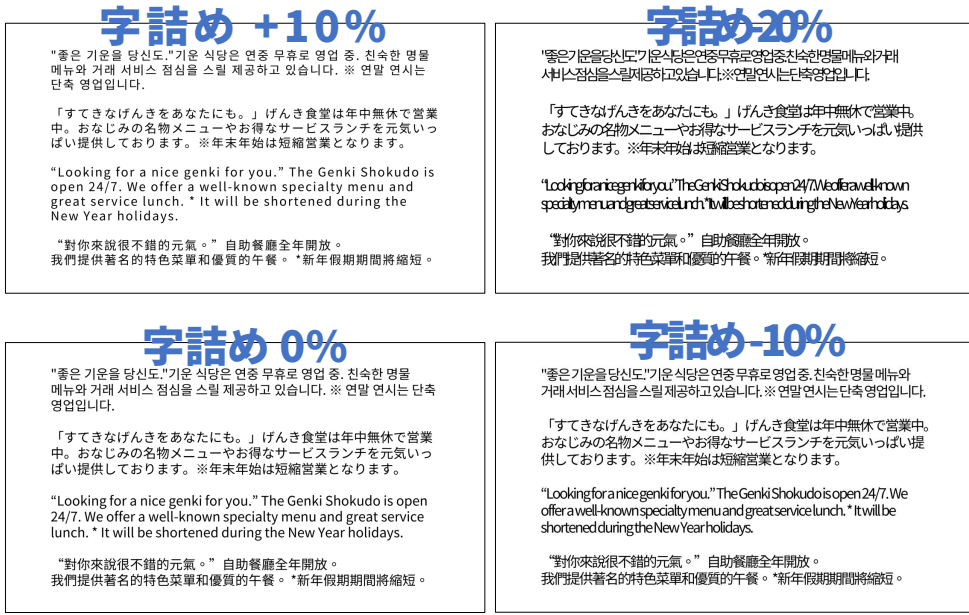 字詰め +10%
"좋은 기운을 당신도."기운 식당은 연중 무휴로 영업 중. 친숙한 명물
메뉴와 거래 서비스 점심을 스릴 제공하고 있습니다. ※ 연말 연시는
단축 영업입니다.
「すてきなげんきをあなたにも。」げんき食堂は年中無休で営業
中。おなじみの名物メニューやお得なサービスランチを元気いっ
ぱい提供しております。※年末年始は短縮営業となります。
“Looking for a nice genki for you.” The Genki Shokudo is
open 24/7. We offer a well-known specialty menu and
great service lunch. * It will be shortened during the
New Year holidays.
“對你來說很不錯的元氣。”自助餐廳全年開放。
我們提供著名的特色菜單和優質的午餐。 *新年假期期間將縮短。
字詰め-20%
"좋은 기운을 당신도."기운 식당은 연중 무휴로 영업 중. 친숙한 명물 메뉴와 거래
서비스 점심을 스릴 제공하고 있습니다. ※ 연말 연시는 단축 영업입니다.
「すてきなげんきをあなたにも。」げんき食堂は年中無休で営業中。
おなじみの名物メニューやお得なサービスランチを元気いっぱい提供
しております。※年末年始は短縮営業となります。
“Looking for a nice genki for you.” The Genki Shokudo is open 24/7. We offer a well-known
specialty menu and great service lunch. * It will be shortened during the New Year holidays.
“對你來說很不錯的元氣。”自助餐廳全年開放。
我們提供著名的特色菜單和優質的午餐。*新年假期期間將縮短。
字詰め 0%
"좋은 기운을 당신도."기운 식당은 연중 무휴로 영업 중. 친숙한 명물
메뉴와 거래 서비스 점심을 스릴 제공하고 있습니다. ※ 연말 연시는 단축
영업입니다.
「すてきなげんきをあなたにも。」げんき食堂は年中無休で営業
中。おなじみの名物メニューやお得なサービスランチを元気いっ
ぱい提供しております。※年末年始は短縮営業となります。
“Looking for a nice genki for you.” The Genki Shokudo is open
24/7. We offer a well-known specialty menu and great service
lunch. * It will be shortened during the New Year holidays.
“對你來說很不錯的元氣。”自助餐廳全年開放。
我們提供著名的特色菜單和優質的午餐。 *新年假期期間將縮短。
字詰め-10%
"좋은 기운을 당신도."기운 식당은 연중 무휴로 영업 중. 친숙한 명물 메뉴와
거래 서비스 점심을 스릴 제공하고 있습니다. ※ 연말 연시는 단축 영업입니다.
「すてきなげんきをあなたにも。」げんき食堂は年中無休で営業中。
おなじみの名物メニューやお得なサービスランチを元気いっぱい提
供しております。※年末年始は短縮営業となります。
“Looking for a nice genki for you.” The Genki Shokudo is open 24/7. We
offer a well-known specialty menu and great service lunch. * It will be
shortened during the New Year holidays.
“對你來說很不錯的元氣。”自助餐廳全年開放。
我們提供著名的特色菜單和優質的午餐。*新年假期期間將縮短。